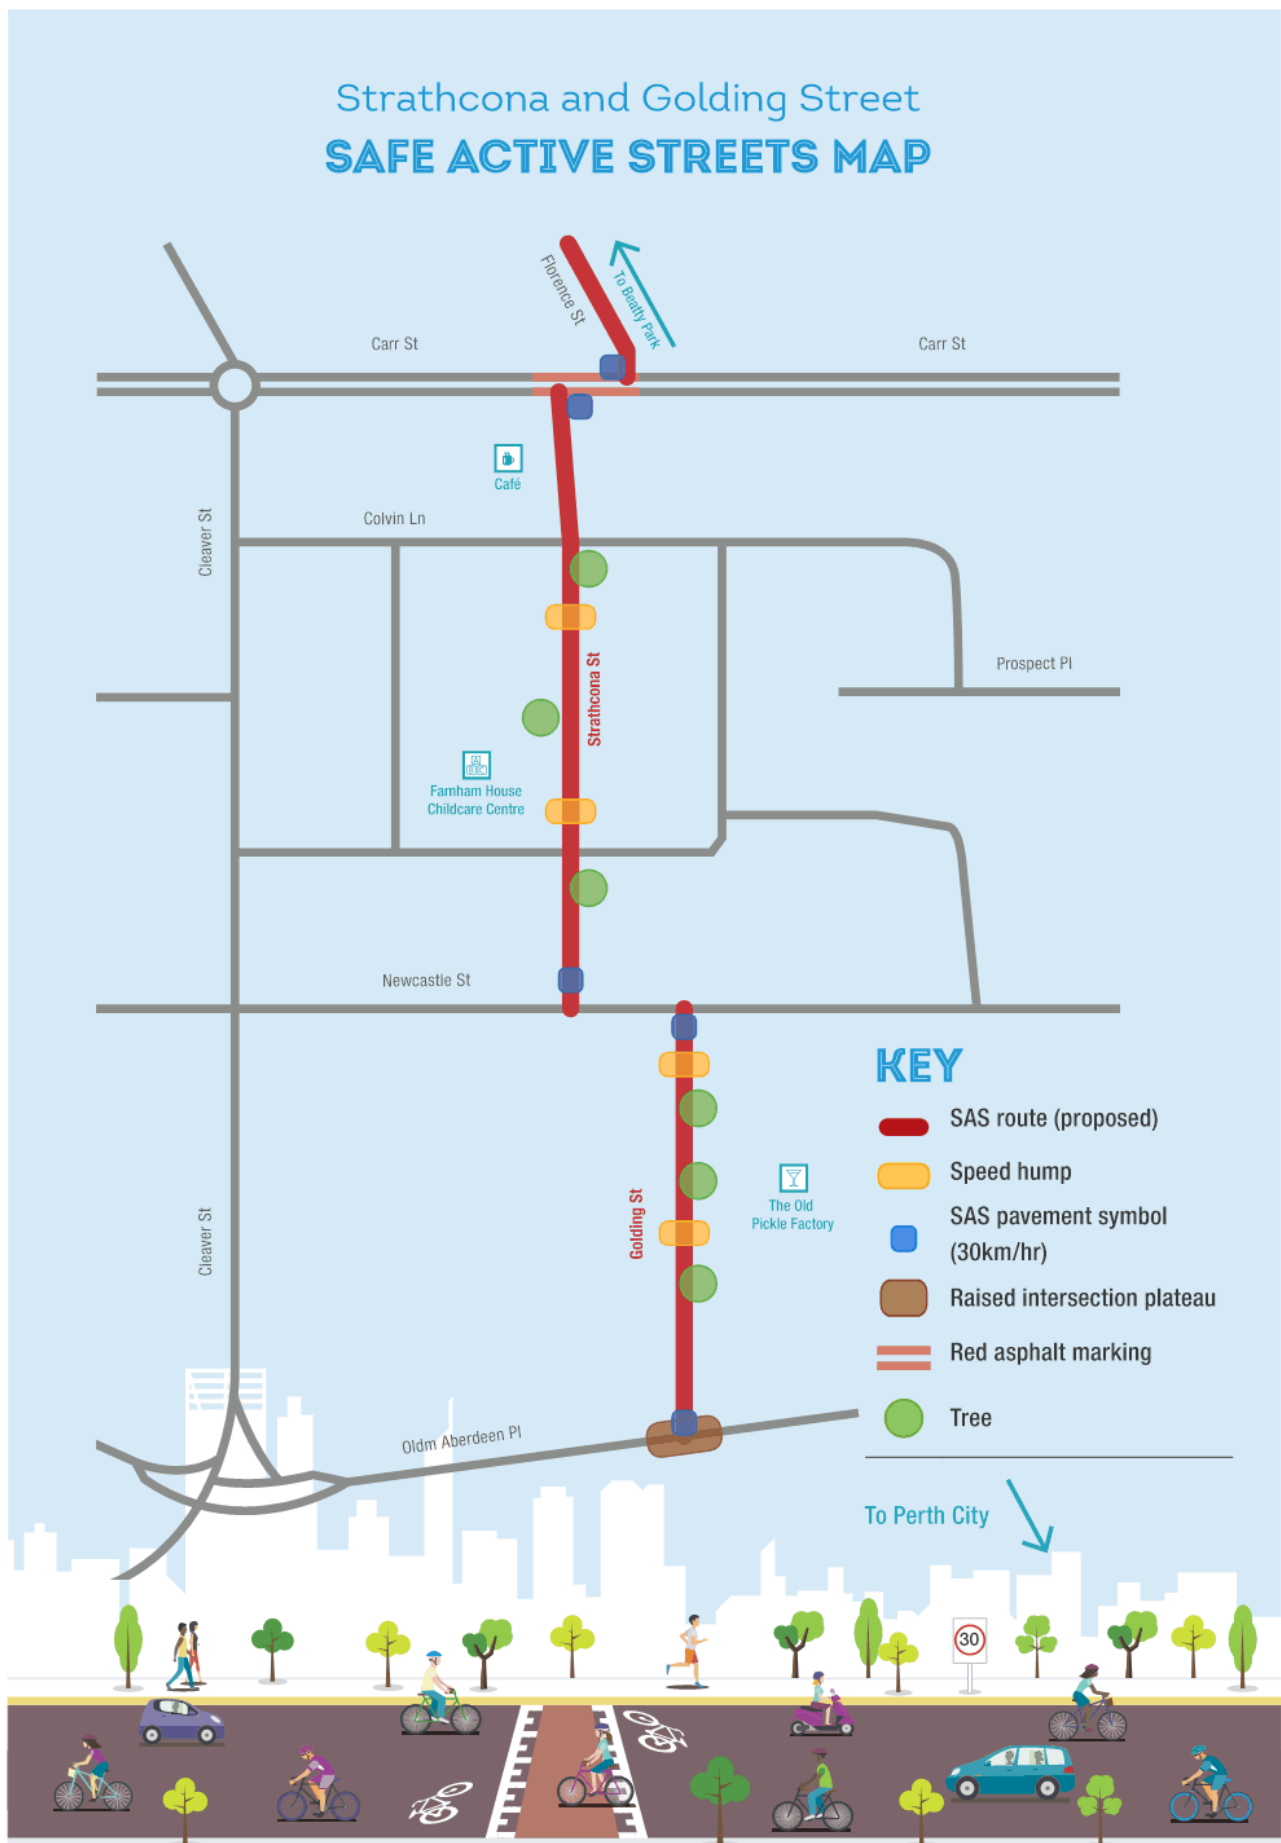 Strathcona and Golding Street
SAFE ACTIVE STREETS MAP
Florence St
To Beatty Park
Carr St
Carr St
Café
Colvin Ln
Cleaver St
Prospect Pl
Strathcona St
A
B C
Farnham House
Childcare Centre
Newcastle St
KEY
SAS route (proposed)
Speed hump
SAS pavement symbol
(30km/hr)
Raised intersection plateau
Red asphalt marking
Tree
Golding St
The Old
Pickle Factory
Cleaver St
Oldm Aberdeen Pl
To Perth City
30